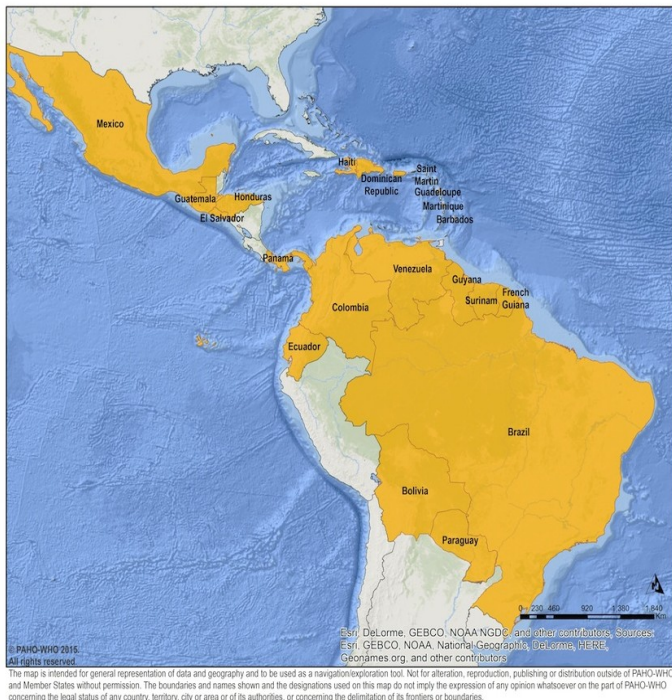 Mexico
Haiti
Dominican
Republic
Saint
Martin
Guadeloupe
Martinique
Barbados
Guatemala
Honduras
El Salvador
Panama
Venezuela
Guyana
Surinam
French
Guiana
Colombia
Ecuador
Brazil
Bolivia
Paraguay
0 230 460 920 1,380 1,840
Km
Esri, DeLorme, GEBCO, NOAA NGDC, and other contributors, Sources:
Esri, GEBCO, NOAA, National Geographic, DeLorme, HERE,
Geonames.org, and other contributors
© PAHO-WHO 2015.
All rights reserved.
The map is intended for general representation of data and geography and to be used as a navigation/exploration tool. Not for alteration, reproduction, publishing or distribution outside of PAHO-WHO
and Member States without permission. The boundaries and names shown and the designations used on this map do not imply the expression of any opinion whatsoever on the part of PAHO-WHO
concerning the legal status of any country, territory, city or area or of its authorities, or concerning the delimitation of its frontiers or boundaries.